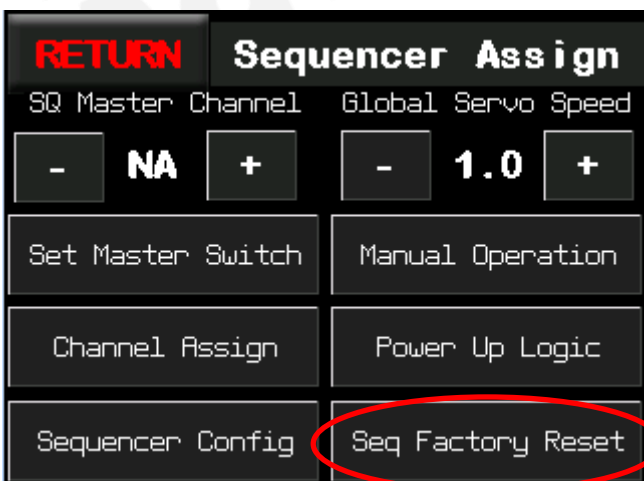 RETURN Sequencer Assign
SQ Master Channel Global Servo Speed
- NA + - 1.0 +
Set Master Switch Manual Operation
Channel Assign Power Up Logic
Sequencer Config Seq Factory Reset